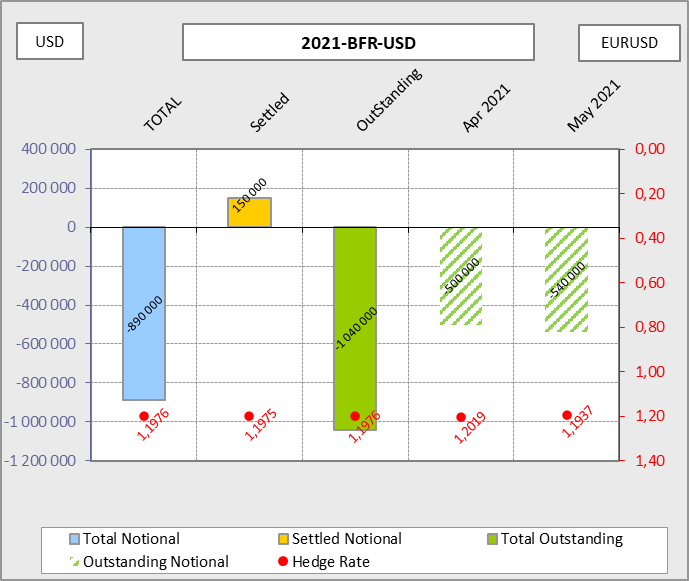 USD
2021-BFR-USD
EURUSD
TOTAL
Settled
OutStanding
Apr 2021
May 2021
400 000
200 000
0
-200 000
-400 000
-600 000
-800 000
-1 000 000
-1 200 000
0,00
0,20
0,40
0,60
0,80
1,00
1,20
1,40
-890 000
150 000
-1 040 000
-500 000
-540 000
1,1976
1,1975
1,1976
1,2019
1,1937
Total Notional
Settled Notional
Total Outstanding
Outstanding Notional
Hedge Rate